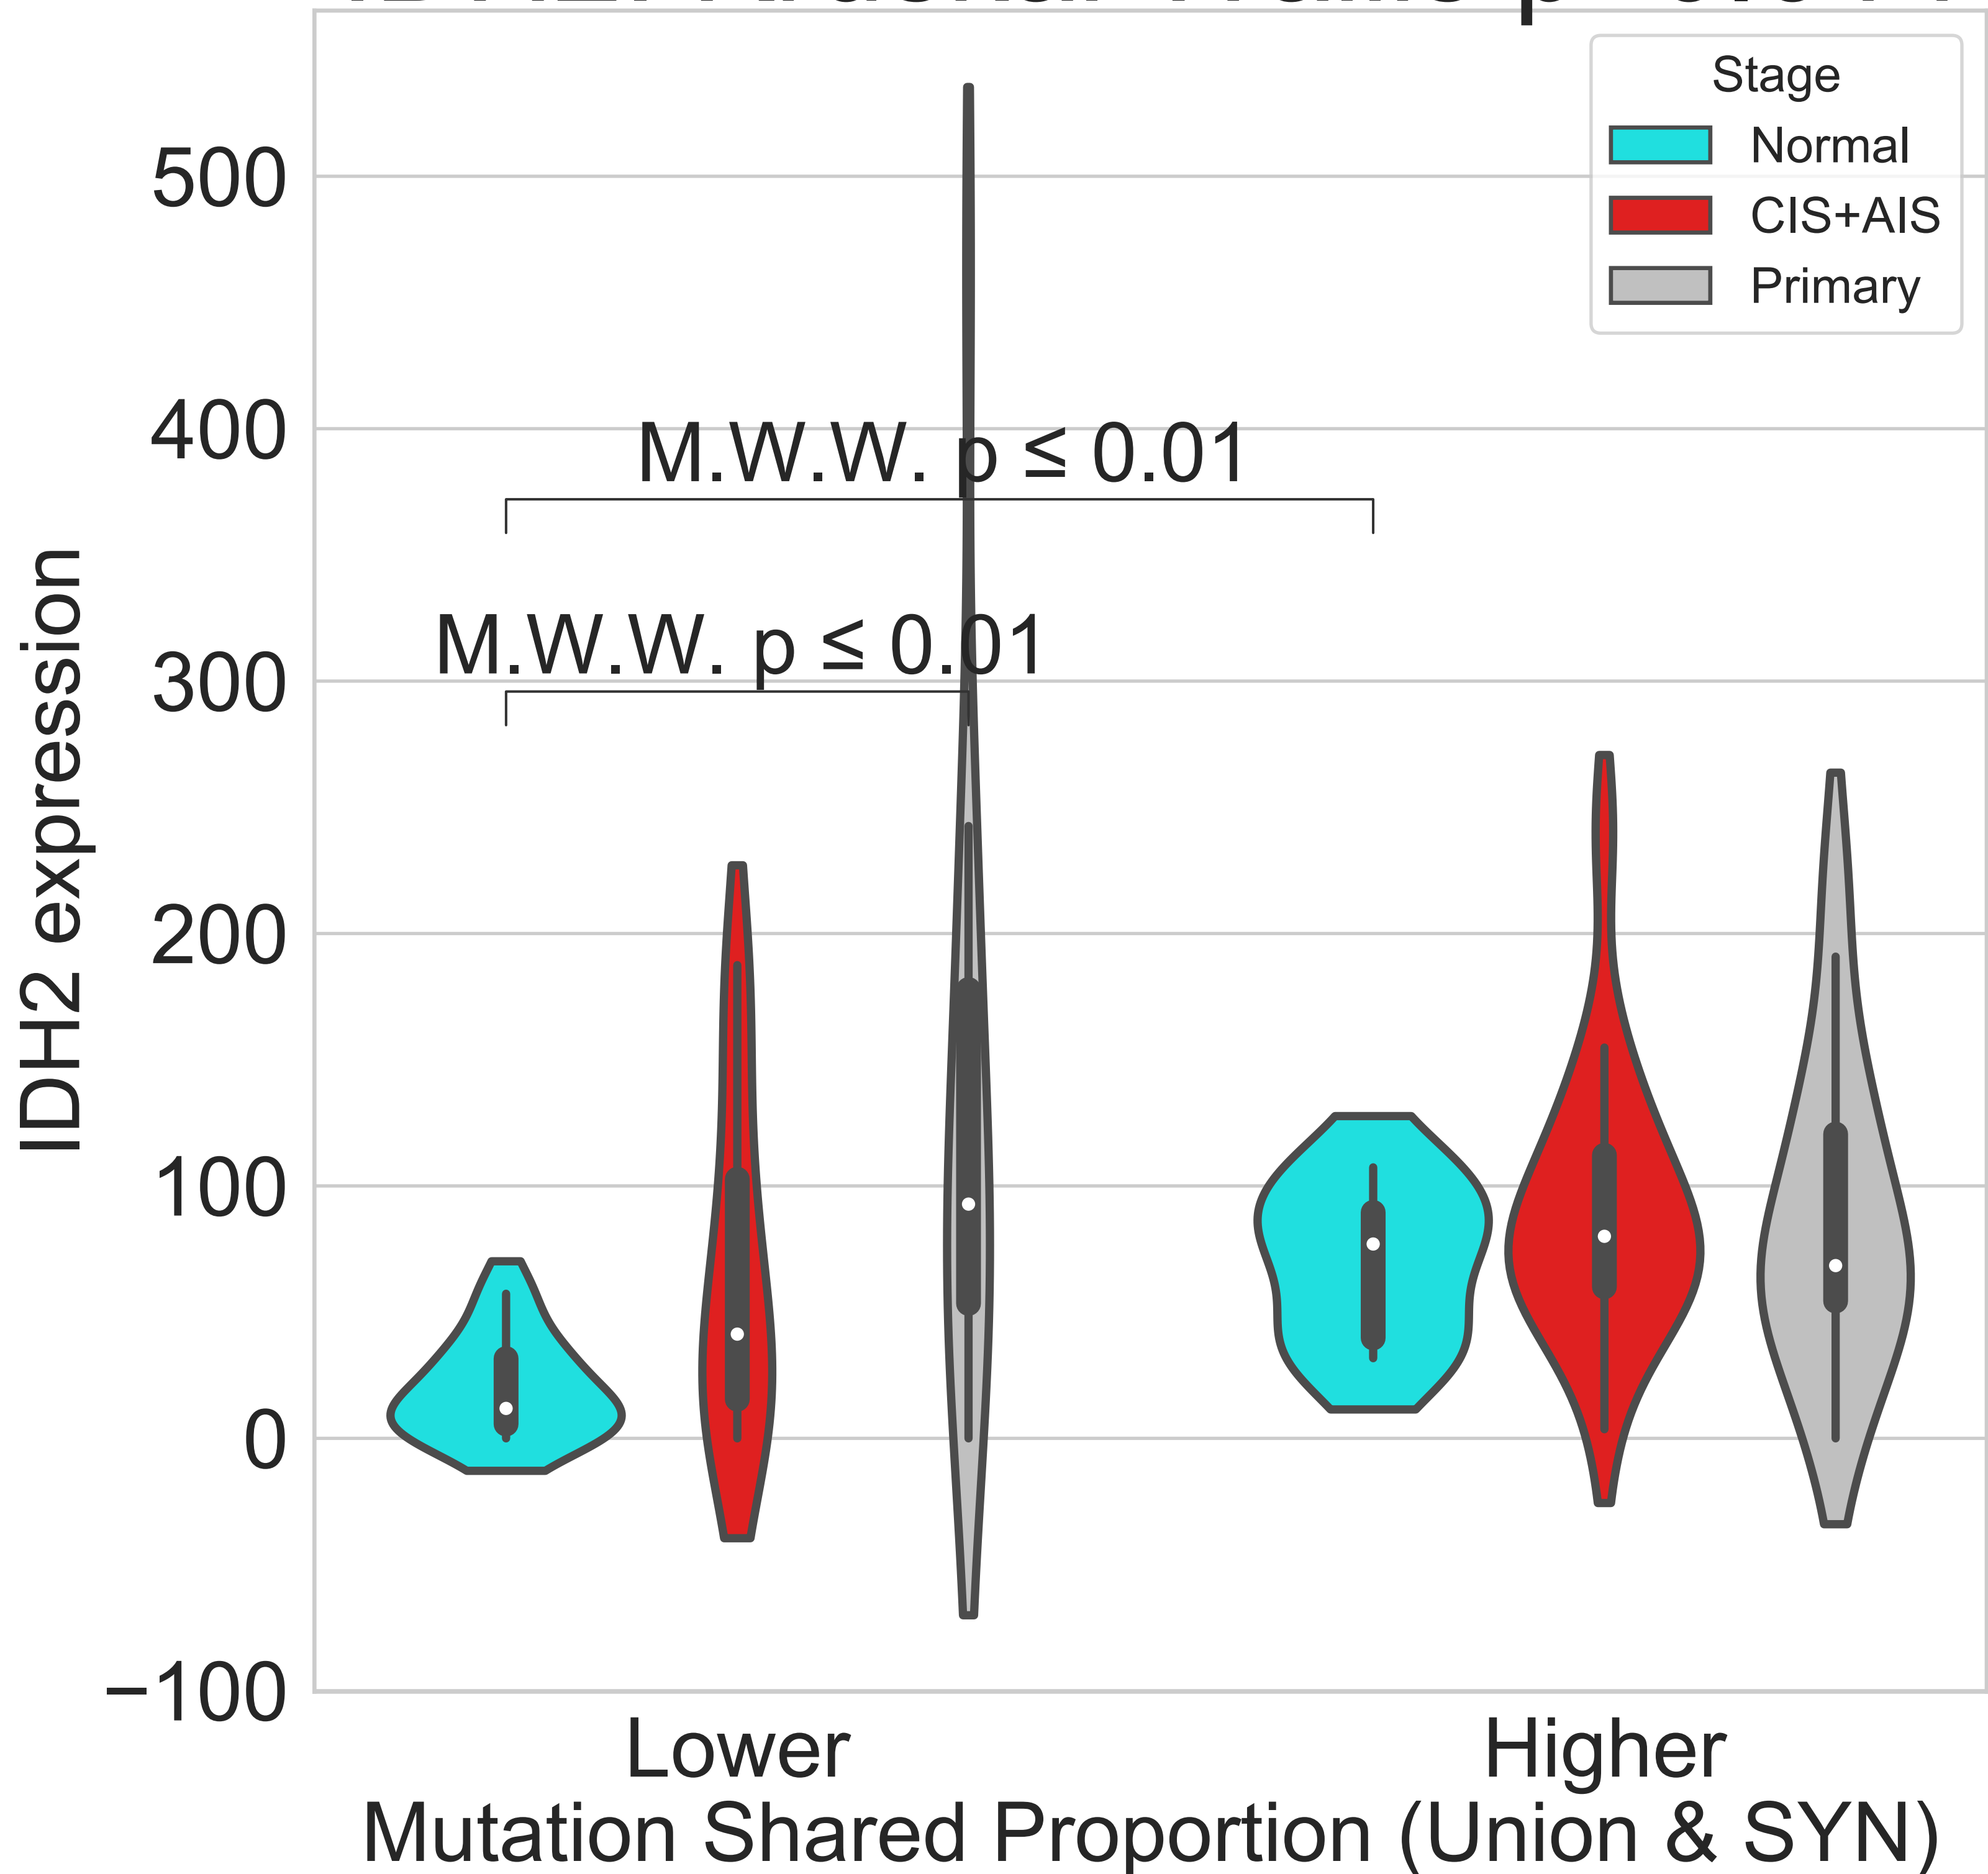 Stage
Normal
CIS+AIS
Primary
500
400
300
200
100
0
−100
M.W.W. p ≤ 0.01
M.W.W. p ≤ 0.01
IDH2 expression
Lower
Higher
Mutation Shared Proportion (Union & SYN)